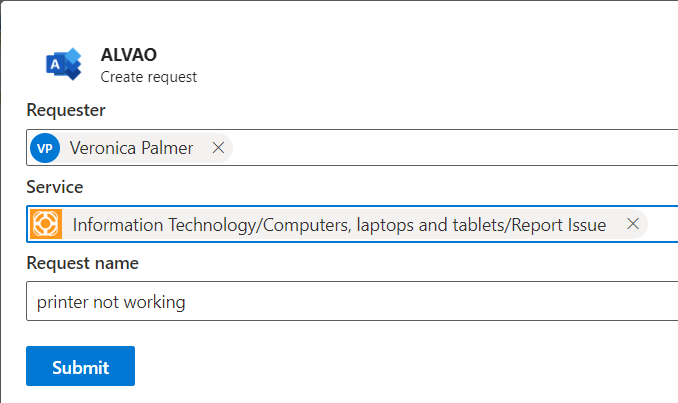 A
ALVAO
Create request
Requester
VP Veronica Palmer
Service
Information Technology/Computers, laptops and tablets/Report Issue
Request name
printer not working
Submit